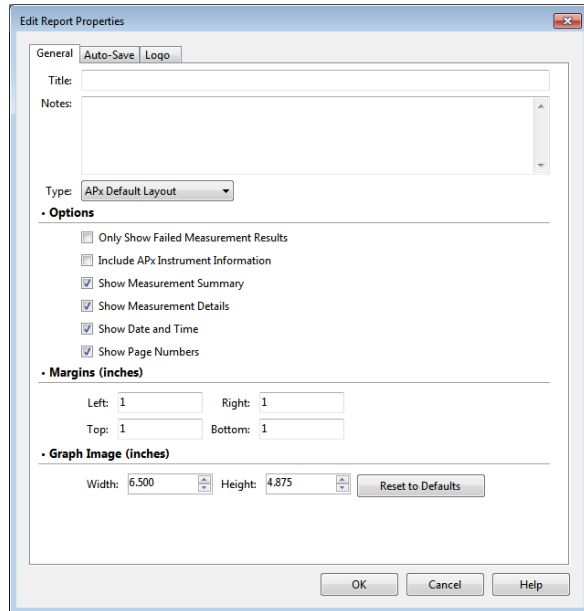 Edit Report Properties
General Auto-Save Logo
Title:
Notes:
Type: APx Default Layout
• Options
Only Show Failed Measurement Results
Include APx Instrument Information
Show Measurement Summary
Show Measurement Details
Show Date and Time
Show Page Numbers
• Margins (inches)
Left: 1 Right: 1
Top: 1 Bottom: 1
• Graph Image (inches)
Width: 6.500 Height: 4.875 Reset to Defaults
OK Cancel Help